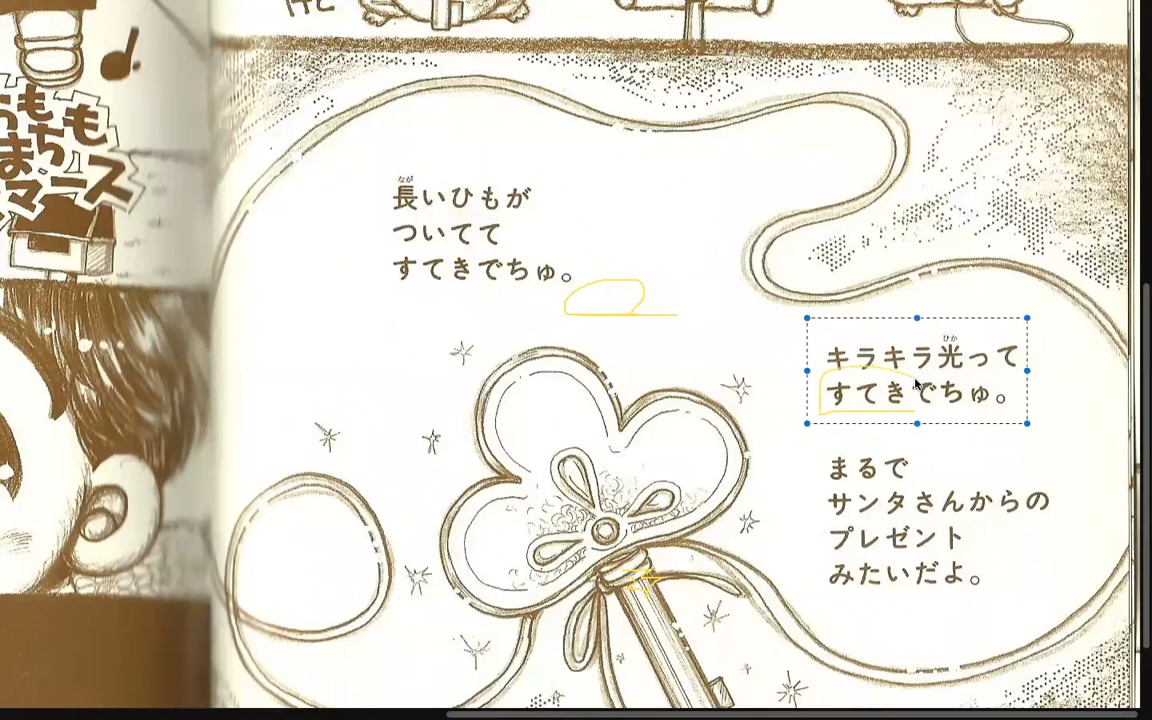 長いひもが
ついてて
すてきでちゅ。
キラキラ光って
すてきでちゅ。
まるで
サンタさんからの
プレゼント
みたいだよ。